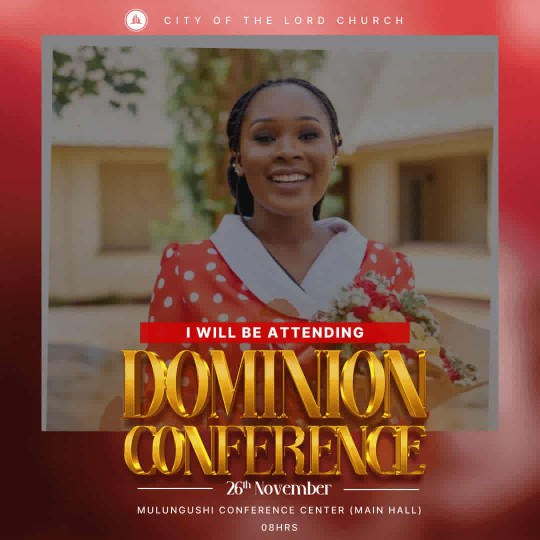 CITY OF THE LORD CHURCH
I WILL BE ATTENDING
DOMINION
CONFERENCE
26th November
MULUNGUSHI CONFERENCE CENTER (MAIN HALL)
08HRS